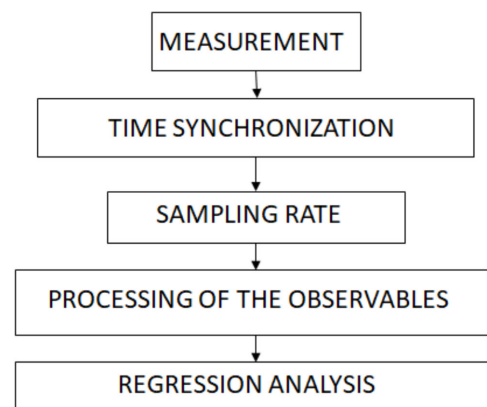 MEASUREMENT
TIME SYNCHRONIZATION
SAMPLING RATE
PROCESSING OF THE OBSERVABLES
REGRESSION ANALYSIS